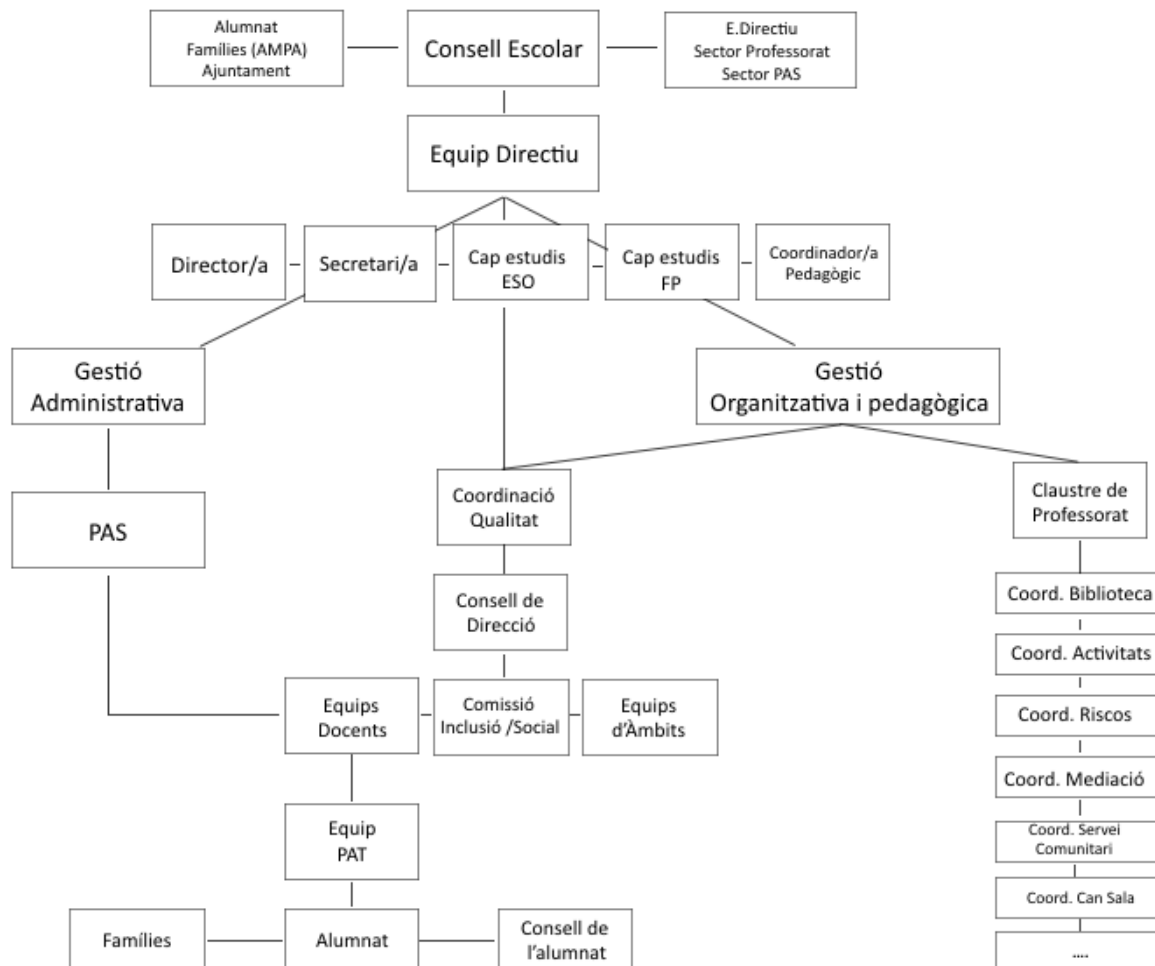 Alumnat
Famílies (AMPA)
Ajuntament
Consell Escolar
E.Directiu
Sector Professorat
Sector PAS
Equip Directiu
Director/a
Secretari/a
Cap estudis
ESO
Cap estudis
FP
Coordinador/a
Pedagògic
Gestió
Administrativa
Gestió
Organitzativa i pedagògica
PAS
Coordinació
Qualitat
Claustre de
Professorat
Consell de
Direcció
Coord. Biblioteca
Coord. Activitats
Equips
Docents
Comissió
Inclusió /Social
Equips
d'Àmbits
Coord. Riscos
Coord. Mediació
Equip
PAT
Coord. Servei
Comunitari
Coord. Can Sala
Famílies
Alumnat
Consell de
l'alumnat
....